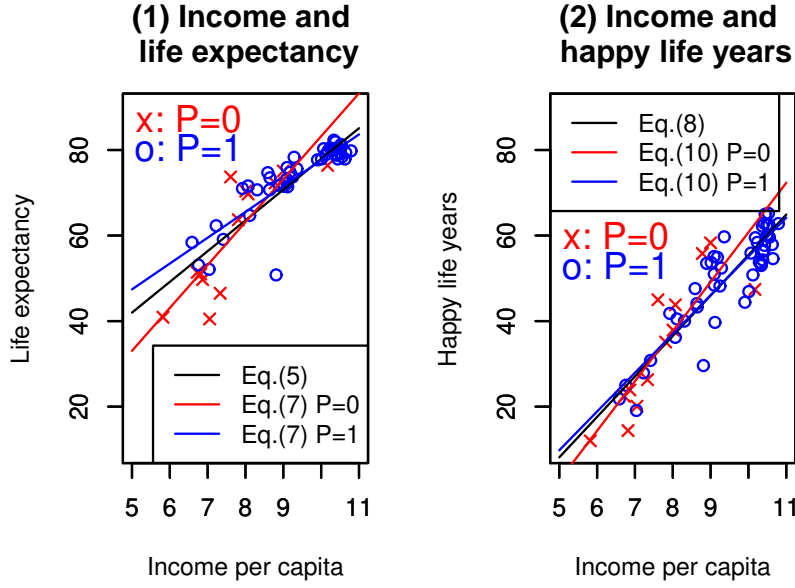 (1) Income and
life expectancy
x: P=0
o: P=1
Life expectancy
80
60
40
20
Eq.(5)
Eq.(7) P=0
Eq.(7) P=1
5 6 7 8 9 11
Income per capita
(2) Income and
happy life years
Eq.(8)
Eq.(10) P=0
Eq.(10) P=1
x: P=0
o: P=1
Happy life years
80
60
40
20
5 6 7 8 9 11
Income per capita